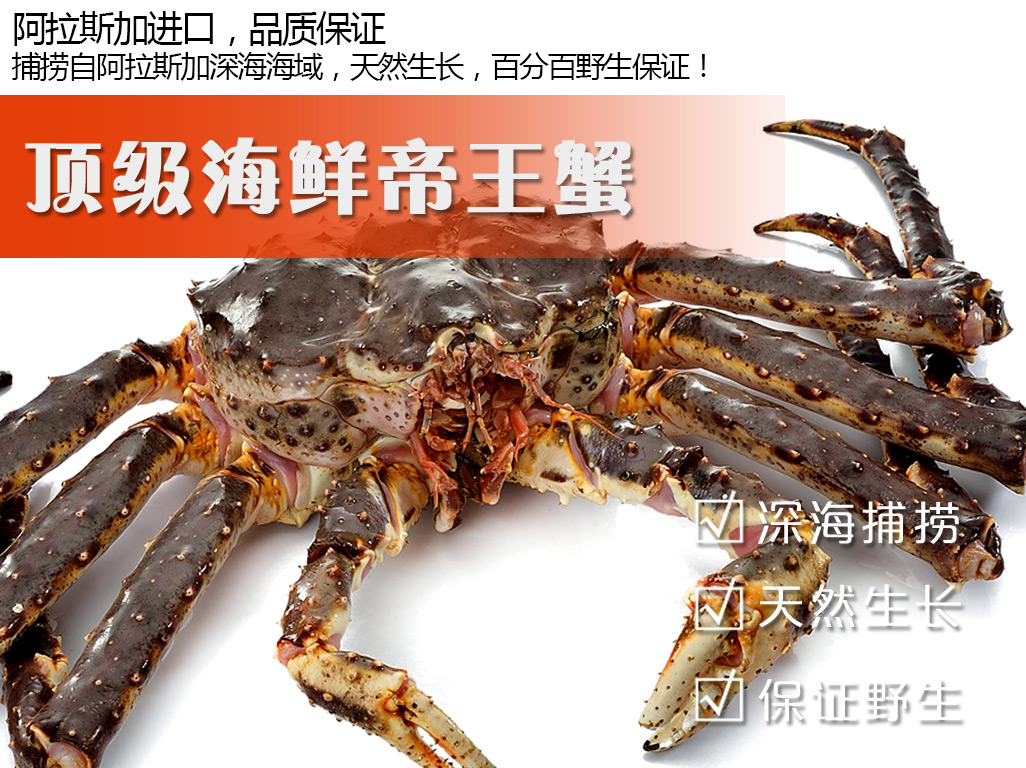 阿拉斯加进口，品质保证
捕捞自阿拉斯加深海海域，天然生长，百分百野生保证！
顶级海鲜帝王蟹
深海捕捞
天然生长
保证野生